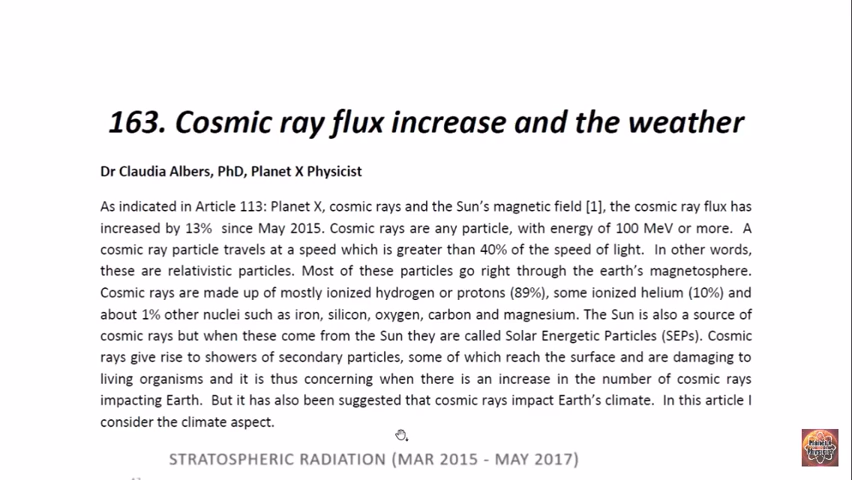 163. Cosmic ray flux increase and the weather
Dr Claudia Albers, PhD, Planet X Physicist
As indicated in Article 113: Planet X, cosmic rays and the Sun's magnetic field [1], the cosmic ray flux has
increased by 13% since May 2015. Cosmic rays are any particle, with energy of 100 MeV or more. A
cosmic ray particle travels at a speed which is greater than 40% of the speed of light. In other words,
these are relativistic particles. Most of these particles go right through the earth's magnetosphere.
Cosmic rays are made up of mostly ionized hydrogen or protons (89%), some ionized helium (10%) and
about 1% other nuclei such as iron, silicon, oxygen, carbon and magnesium. The Sun is also a source of
cosmic rays but when these come from the Sun they are called Solar Energetic Particles (SEPs). Cosmic
rays give rise to showers of secondary particles, some of which reach the surface and are damaging to
living organisms and it is thus concerning when there is an increase in the number of cosmic rays
impacting Earth. But it has also been suggested that cosmic rays impact Earth's climate. In this article I
consider the climate aspect.
STRATOSPHERIC RADIATION (MAR 2015 - MAY 2017)